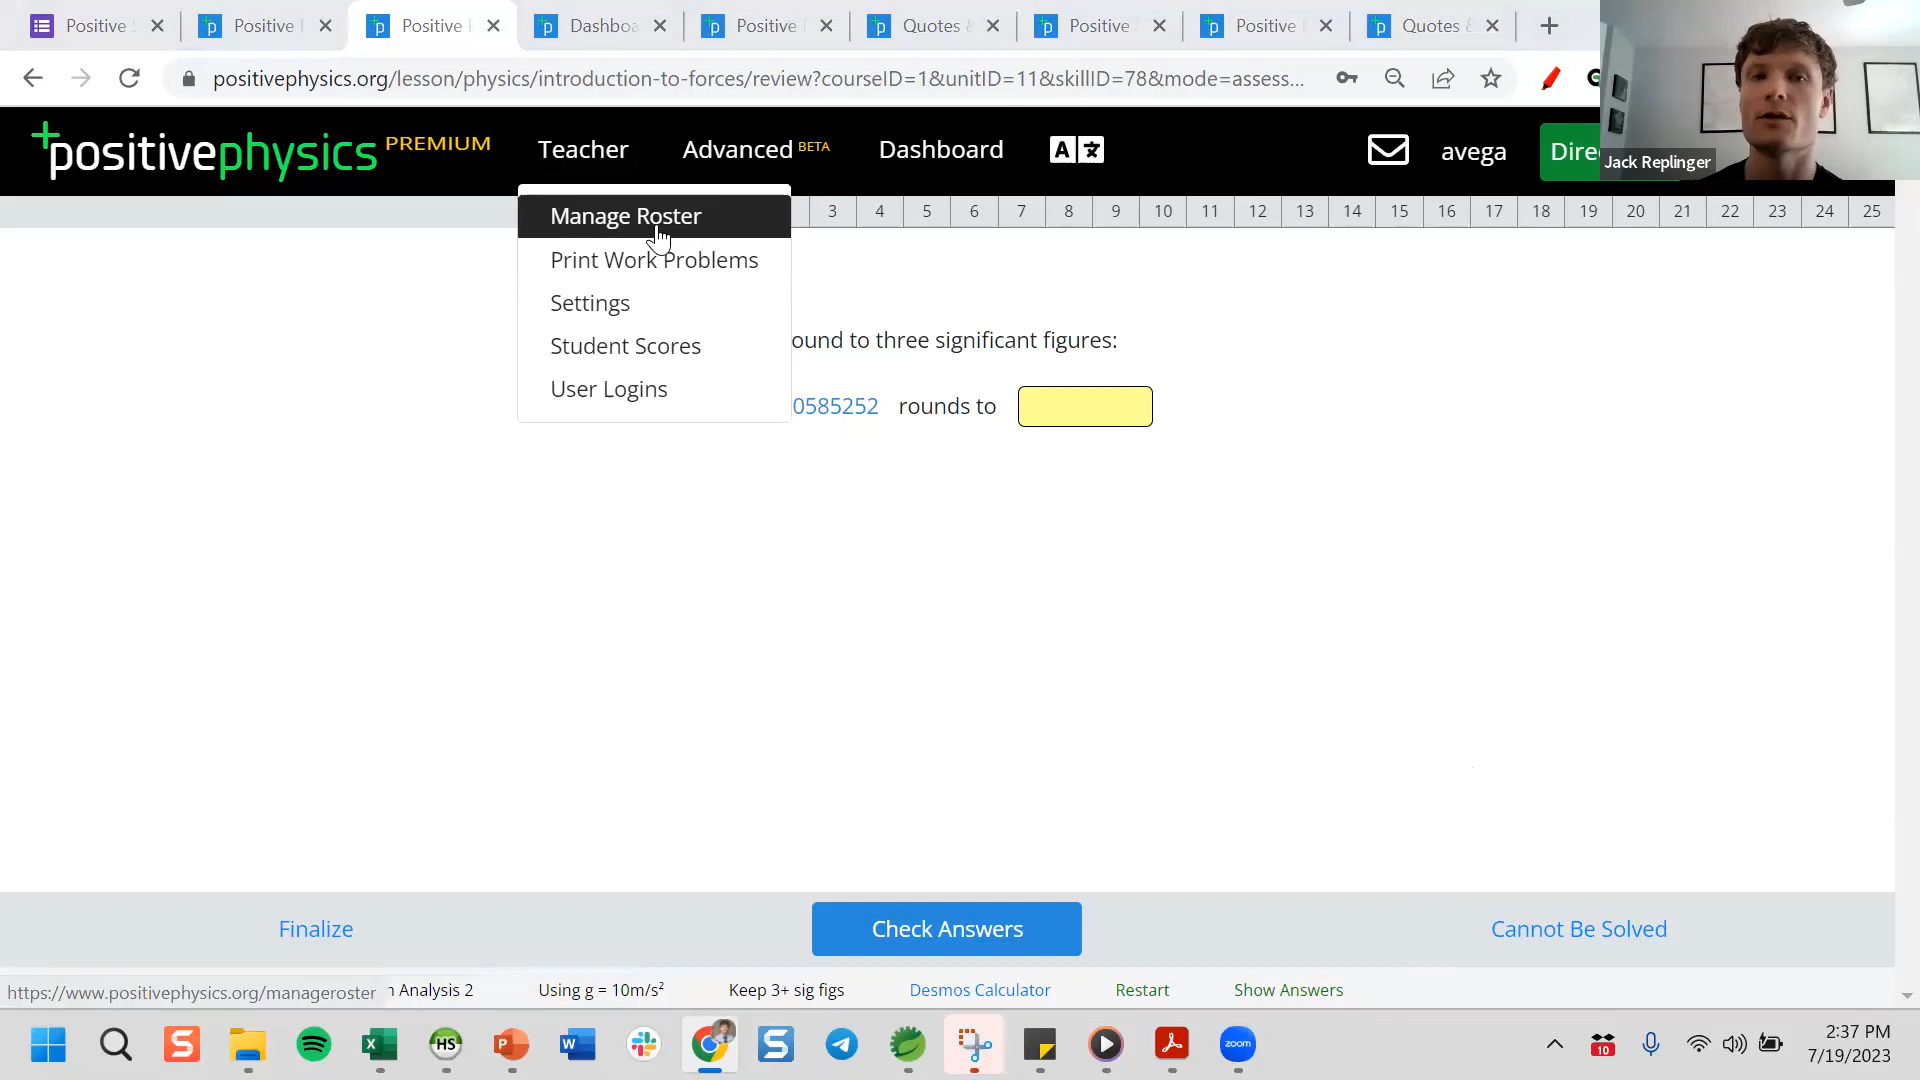 Positive S
Positive
Positive
Dashboa
Positive
Quotes &
Positive
Positive
Quotes &
positivephysics.org/lesson/physics/introduction-to-forces/review?courseID=1&unitID=11&skillID=78&mode=assess...
positivephysics PREMIUM
Teacher
Advanced BETA
Dashboard
avega
Direc
Jack Replinger
Manage Roster
3 4 5 6 7 8 9 10 11 12 13 14 15 16 17 18 19 20 21 22 23 24 25
Print Work Problems
Settings
Student Scores
User Logins
ound to three significant figures:
0585252 rounds to
Finalize
Check Answers
Cannot Be Solved
https://www.positivephysics.org/manageroster
n Analysis 2
Using g = 10m/s²
Keep 3+ sig figs
Desmos Calculator
Restart
Show Answers
10
zoom
2:37 PM
7/19/2023